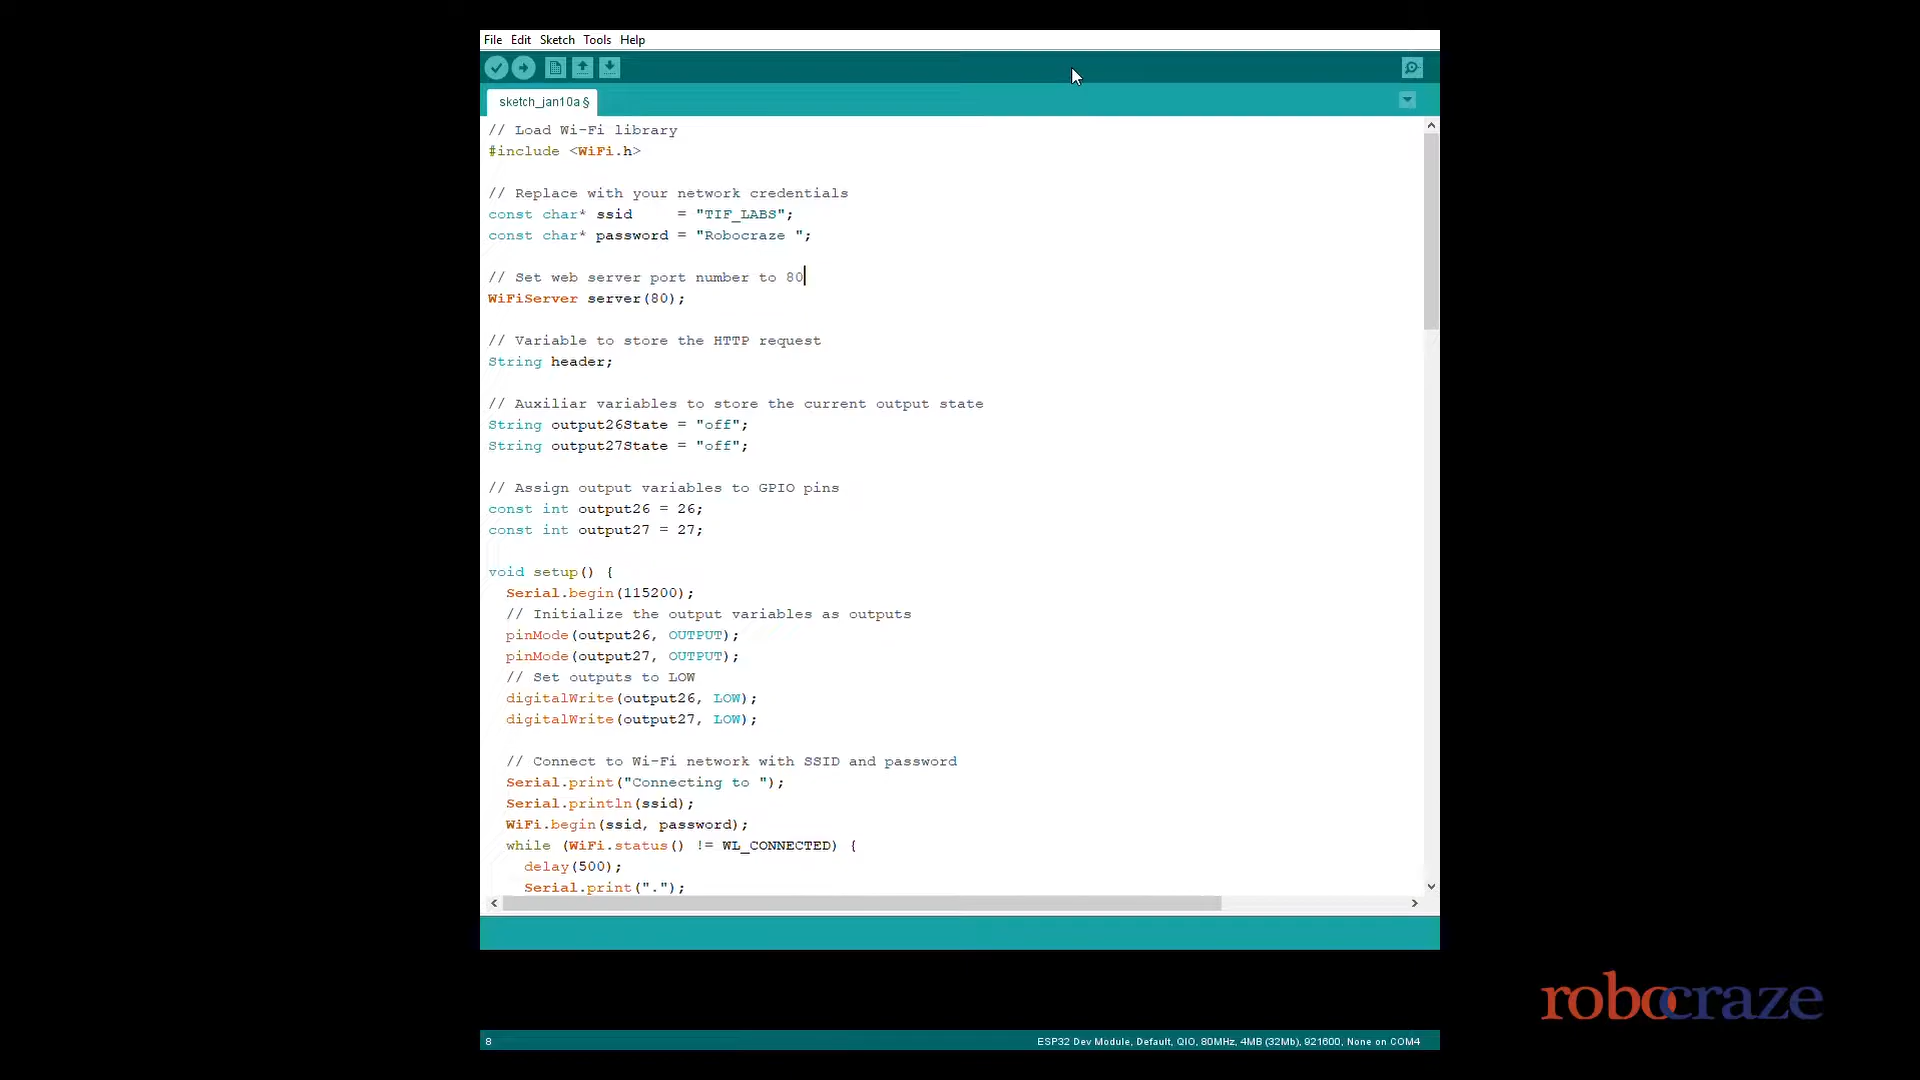 File Edit Sketch Tools Help
sketch_jan10a §
// Load Wi-Fi library
#include <WiFi.h>
// Replace with your network credentials
const char* ssid     = "TIF_LABS";
const char* password = "Robocraze ";
// Set web server port number to 80
WiFiServer server(80);
// Variable to store the HTTP request
String header;
// Auxiliar variables to store the current output state
String output26State = "off";
String output27State = "off";
// Assign output variables to GPIO pins
const int output26 = 26;
const int output27 = 27;
void setup() {
  Serial.begin(115200);
  // Initialize the output variables as outputs
  pinMode(output26, OUTPUT);
  pinMode(output27, OUTPUT);
  // Set outputs to LOW
  digitalWrite(output26, LOW);
  digitalWrite(output27, LOW);
  // Connect to Wi-Fi network with SSID and password
  Serial.print("Connecting to ");
  Serial.println(ssid);
  WiFi.begin(ssid, password);
  while (WiFi.status() != WL_CONNECTED) {
    delay(500);
    Serial.print(".");
robocraze
8
ESP32 Dev Module, Default, QIO, 80MHz, 4MB (32Mb), 921600, None on COM4